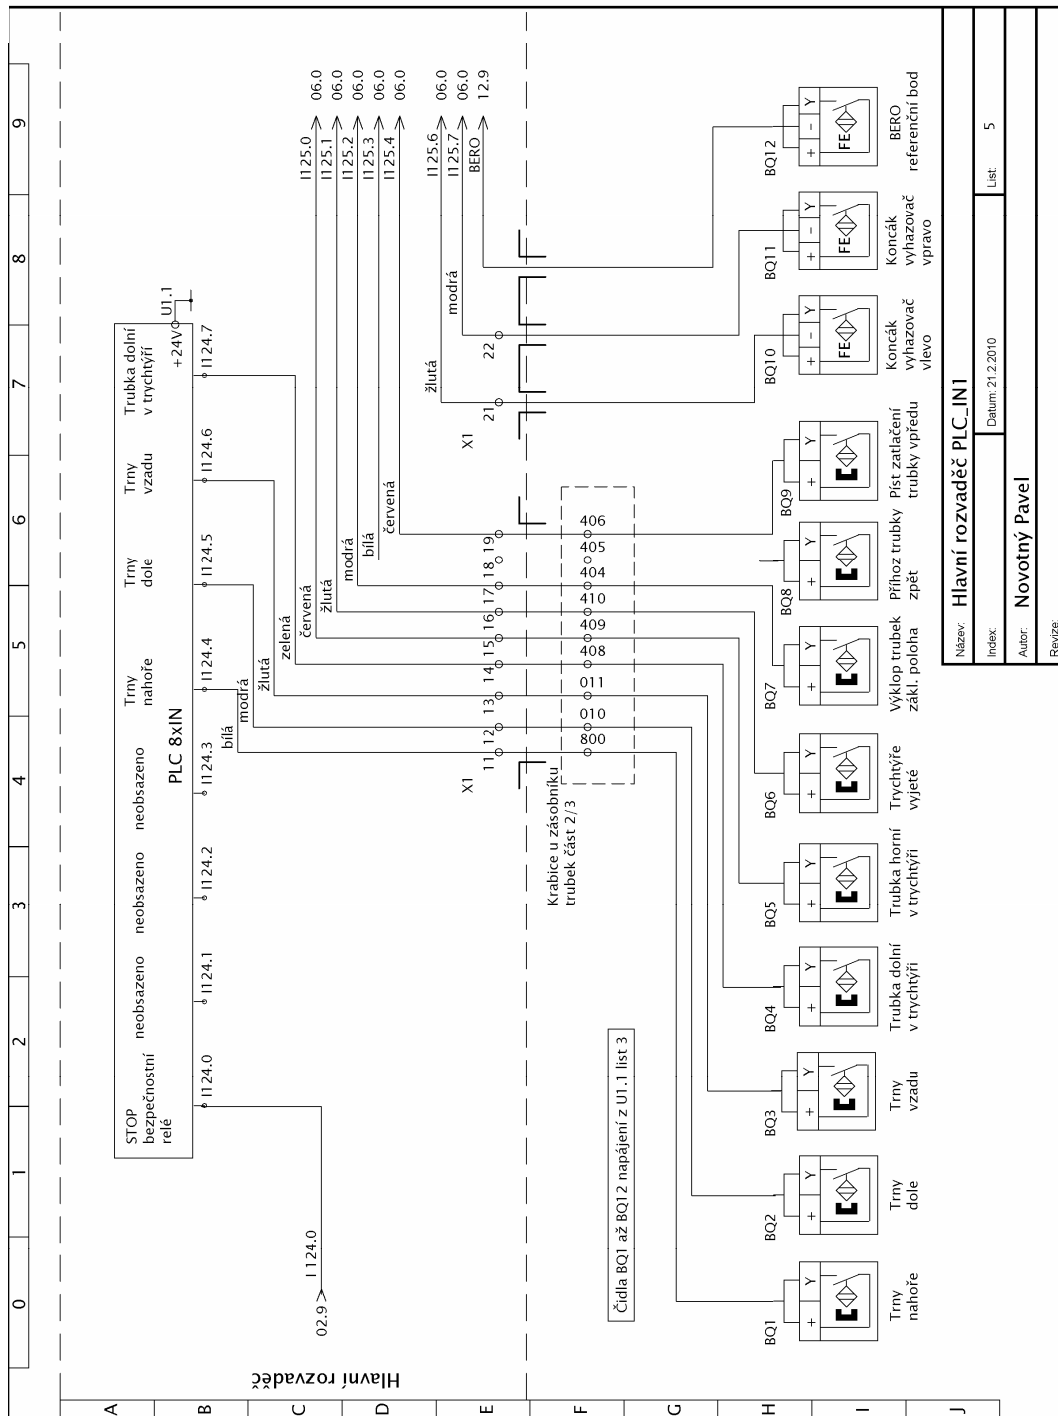 0 1 2 3 4 5 6 7 8 9
A
B
C
D
E
F
G
H
I
J
Hlavní rozvaděč
STOP
bezpečnostní
relé
neobsazeno
neobsazeno
neobsazeno
Trny
nahoře
Trny
dole
Trny
vzadu
Trubka dolní
v trychtýři
PLC 8xIN
+24V
U1.1
I124.0
I124.1
I124.2
I124.3
I124.4
I124.5
I124.6
I124.7
02.9
I 124.0
bílá
modrá
žlutá
zelená
červená
žlutá
modrá
bílá
červená
žlutá
modrá
I125.0 06.0
I125.1 06.0
I125.2 06.0
I125.3 06.0
I125.4 06.0
I125.6 06.0
I125.7 06.0
BERO 12.9
X1
11 12 13 14 15 16 17 18 19
X1
21 22
800
010
011
408
409
410
404
405
406
Krabice u zásobníku
trubek část 2/3
Čidla BQ1 až BQ12 napájení z U1.1 list 3
BQ1
+ Y
Trny
nahoře
BQ2
+ Y
Trny
dole
BQ3
+ Y
Trny
vzadu
BQ4
+ Y
Trubka dolní
v trychtýři
BQ5
+ Y
Trubka horní
v trychtýři
BQ6
+ Y
Trychtýře
vyjeté
BQ7
+ Y
Výklop trubek
zákl. poloha
BQ8
+ Y
Příhoz trubky
zpět
BQ9
+ Y
Píst zatlačení
trubky vpředu
BQ10
+ - Y
FE
Koncák
vyhazovač
vlevo
BQ11
+ - Y
FE
Koncák
vyhazovač
vpravo
BQ12
+ - Y
FE
BERO
referenční bod
Název: Hlavní rozvaděč PLC_IN1
Index: Datum: 21.2.2010 List: 5
Autor: Novotný Pavel
Revize: